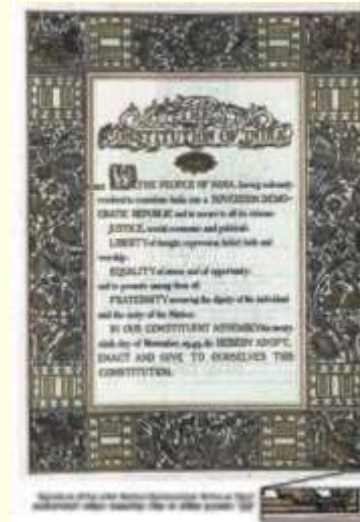 CONSTITUTION OF INDIA
WE, THE PEOPLE OF INDIA, having solemnly
resolved to constitute India into a SOVEREIGN DEMO-
CRATIC REPUBLIC and to secure to all its citizens:
JUSTICE, social, economic and political;
LIBERTY of thought, expression, belief, faith and
worship;
EQUALITY of status and of opportunity;
and to promote among them all
FRATERNITY assuring the dignity of the individual
and the unity of the Nation;
IN OUR CONSTITUENT ASSEMBLY this twenty
sixth day of November, 1949, do HEREBY ADOPT,
ENACT AND GIVE TO OURSELVES THIS
CONSTITUTION.